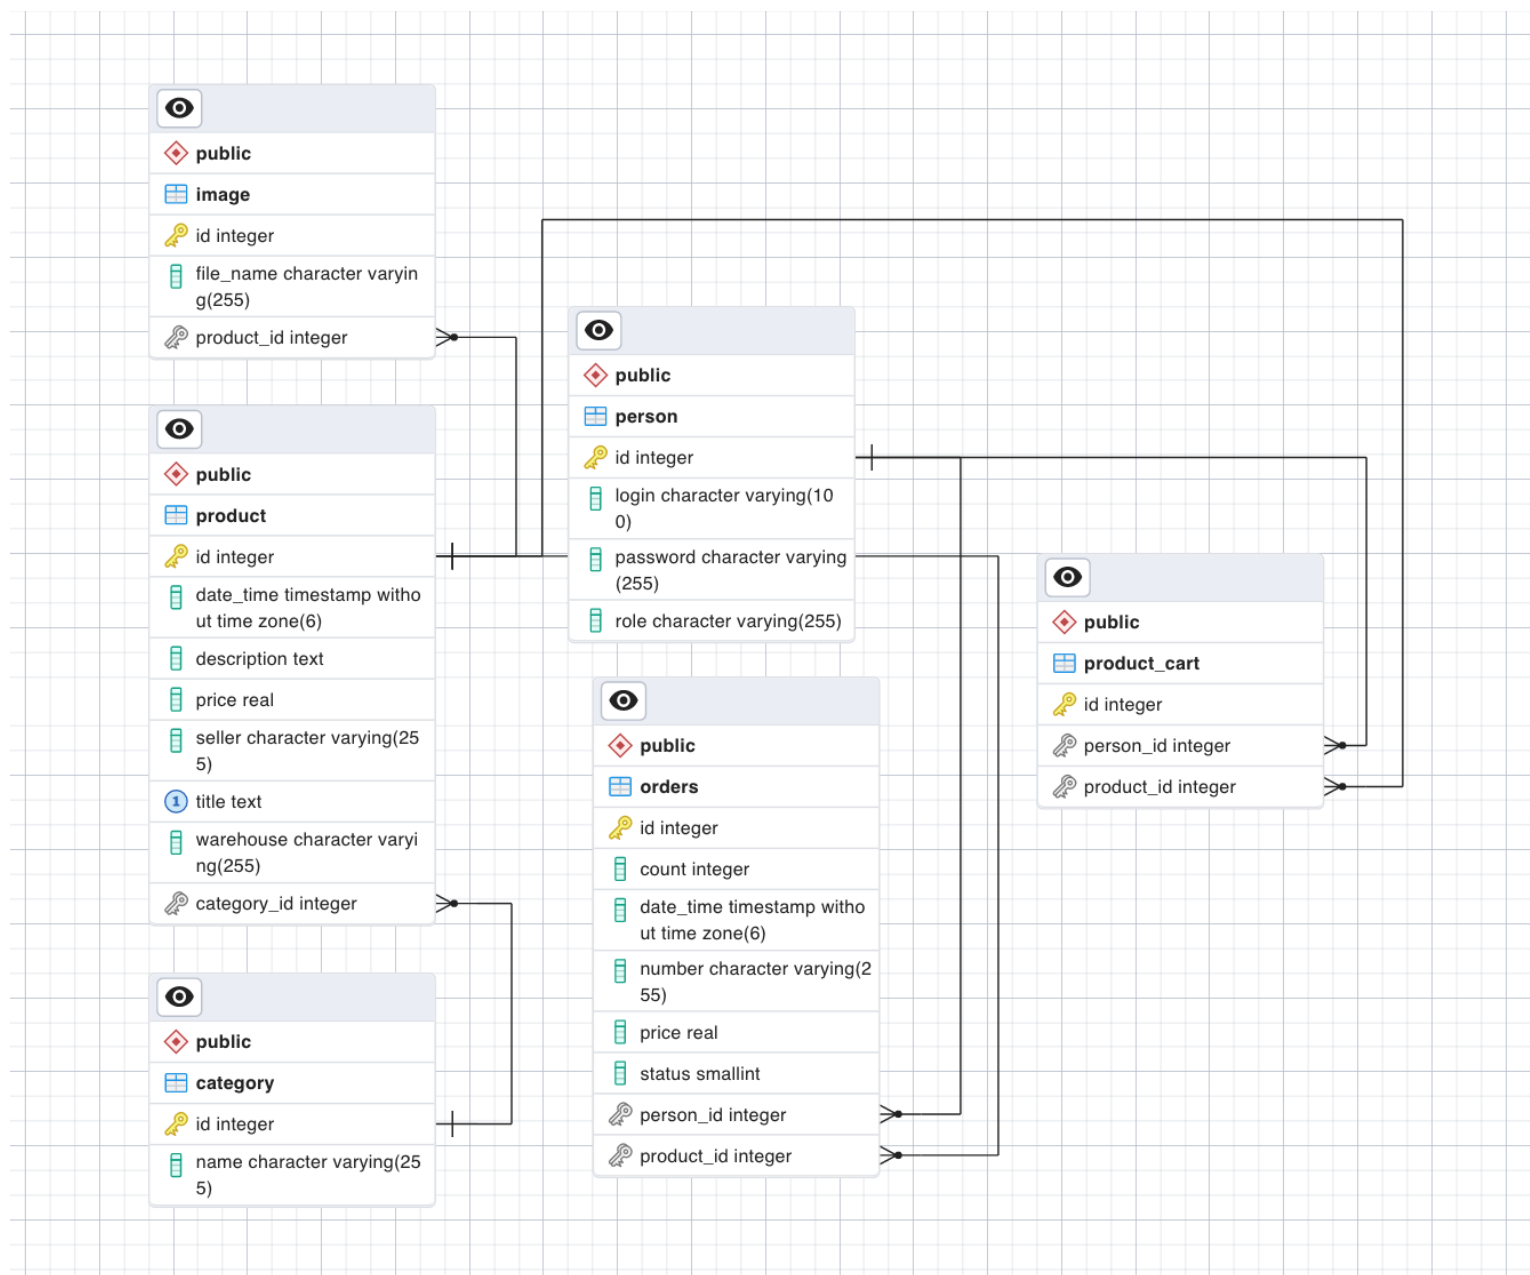 public
image
id integer
file_name character varyin
g(255)
product_id integer
public
product
id integer
date_time timestamp witho
ut time zone(6)
description text
price real
seller character varying(25
5)
1 title text
warehouse character varyi
ng(255)
category_id integer
public
category
id integer
name character varying(25
5)
public
person
id integer
login character varying(10
0)
password character varying
(255)
role character varying(255)
public
orders
id integer
count integer
date_time timestamp witho
ut time zone(6)
number character varying(2
55)
price real
status smallint
person_id integer
product_id integer
public
product_cart
id integer
person_id integer
product_id integer